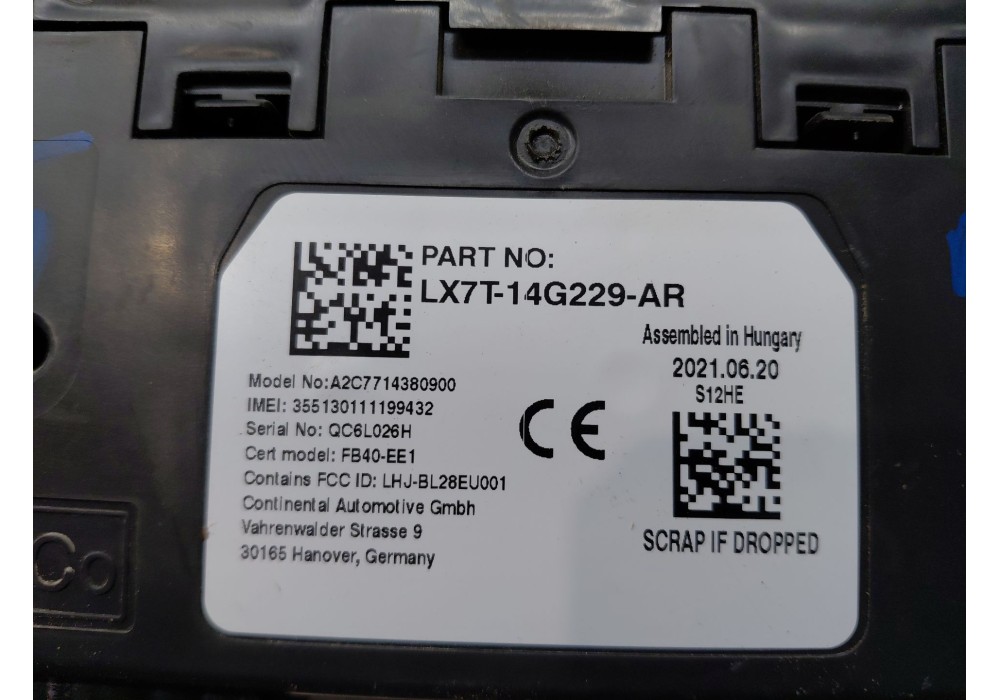 PART NO:
LX7T-14G229-AR
Assembled in Hungary
2021.06.20
S12HE
Model No:A2C7714380900
IMEI: 355130111199432
Serial No: QC6L026H
Cert model: FB40-EE1
Contains FCC ID: LHJ-BL28EU001
Continental Automotive Gmbh
Vahrenwalder Strasse 9
30165 Hanover, Germany
CE
SCRAP IF DROPPED
Co